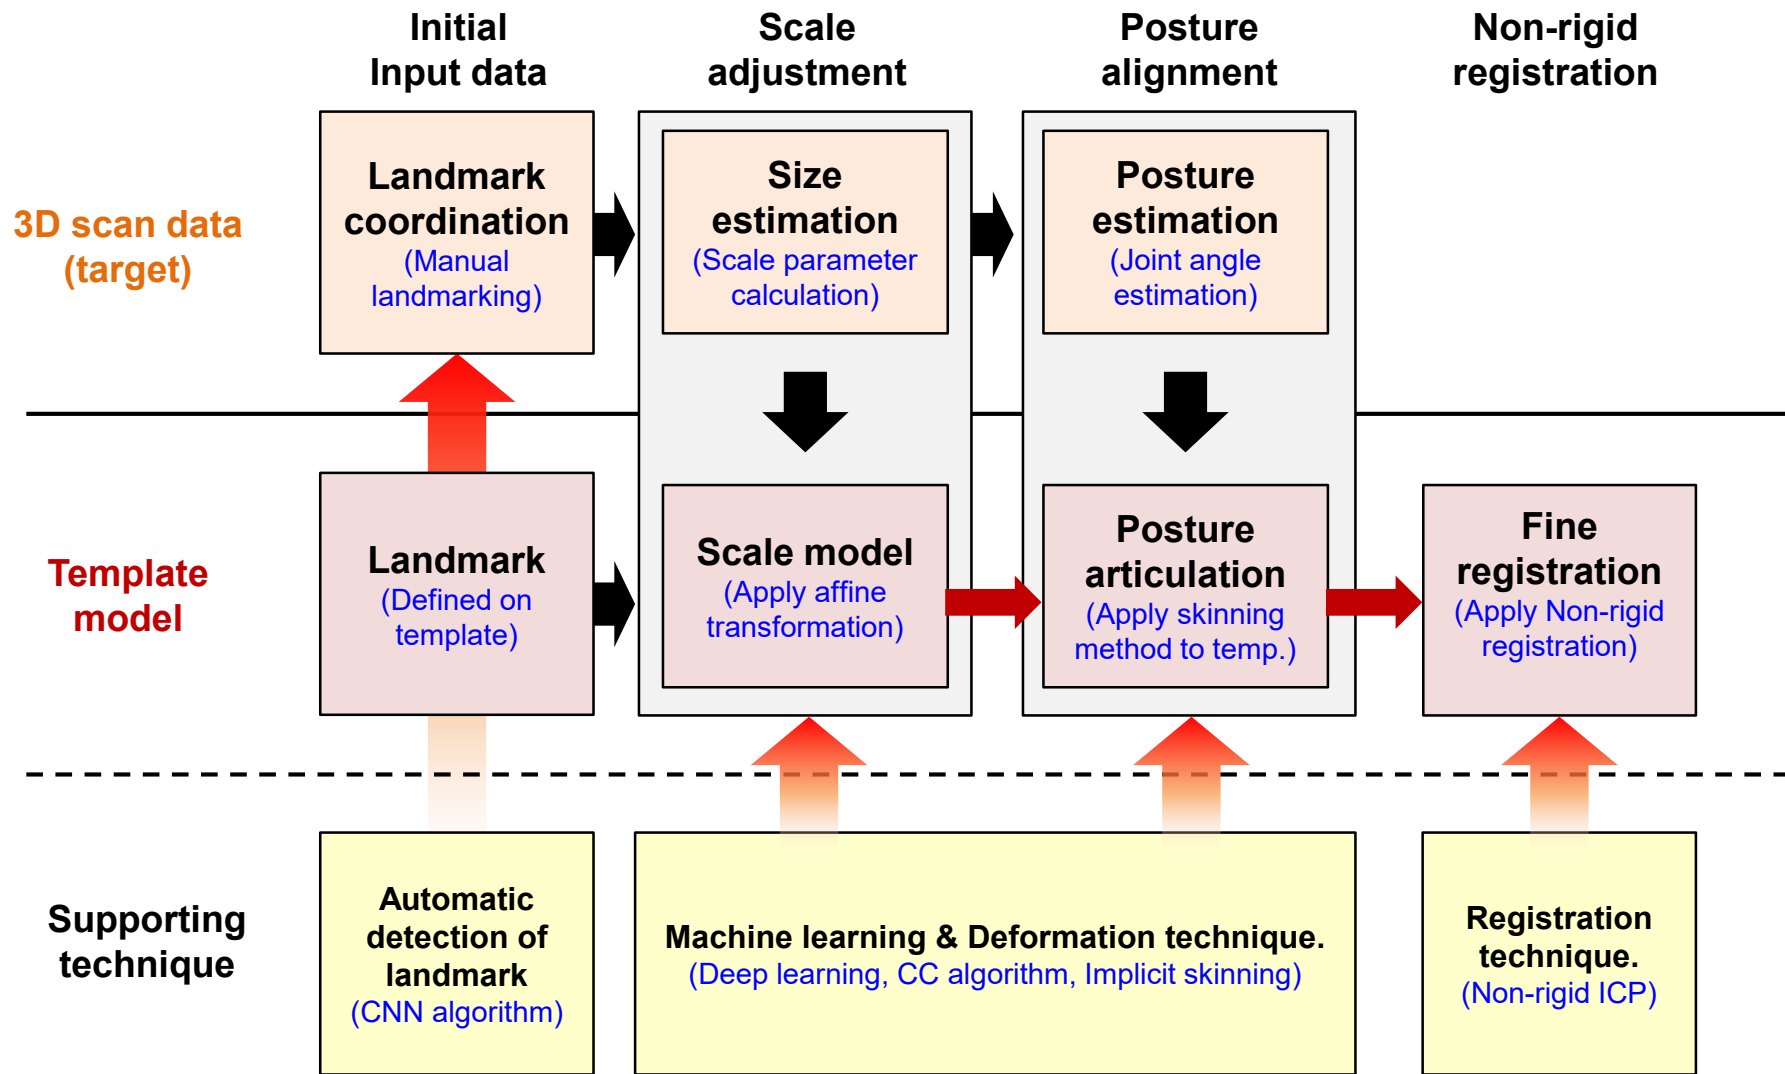 Initial
Input data
Scale
adjustment
Posture
alignment
Non-rigid
registration
3D scan data
(target)
Landmark
coordination
(Manual
landmarking)
Size
estimation
(Scale parameter
calculation)
Posture
estimation
(Joint angle
estimation)
Template
model
Landmark
(Defined on
template)
Scale model
(Apply affine
transformation)
Posture
articulation
(Apply skinning
method to temp.)
Fine
registration
(Apply Non-rigid
registration)
Supporting
technique
Automatic
detection of
landmark
(CNN algorithm)
Machine learning & Deformation technique.
(Deep learning, CC algorithm, Implicit skinning)
Registration
technique.
(Non-rigid ICP)